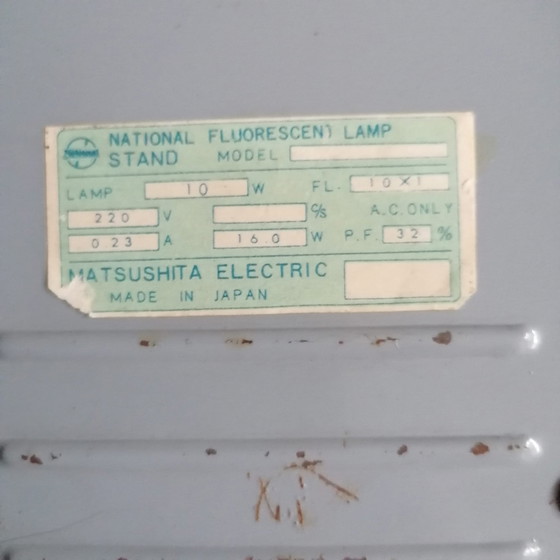 National
NATIONAL FLUORESCENT LAMP
STAND MODEL
LAMP 10 W FL- 10×1
220 V c/s A.C.ONLY
0 23 A 16.0 W P.F. 32 %
MATSUSHITA ELECTRIC
MADE IN JAPAN